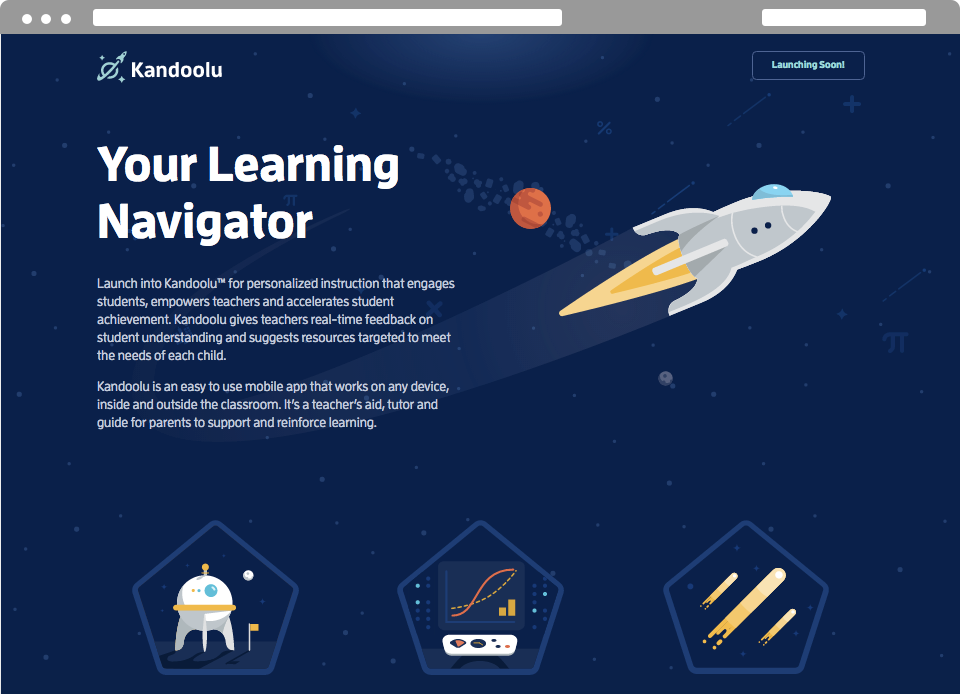 Kandoolu
Launching Soon!
Your Learning
Navigator
%
π
π
Launch into Kandoolu™ for personalized instruction that engages
students, empowers teachers and accelerates student
achievement. Kandoolu gives teachers real-time feedback on
student understanding and suggests resources targeted to meet
the needs of each child.
Kandoolu is an easy to use mobile app that works on any device,
inside and outside the classroom. It's a teacher's aid, tutor and
guide for parents to support and reinforce learning.